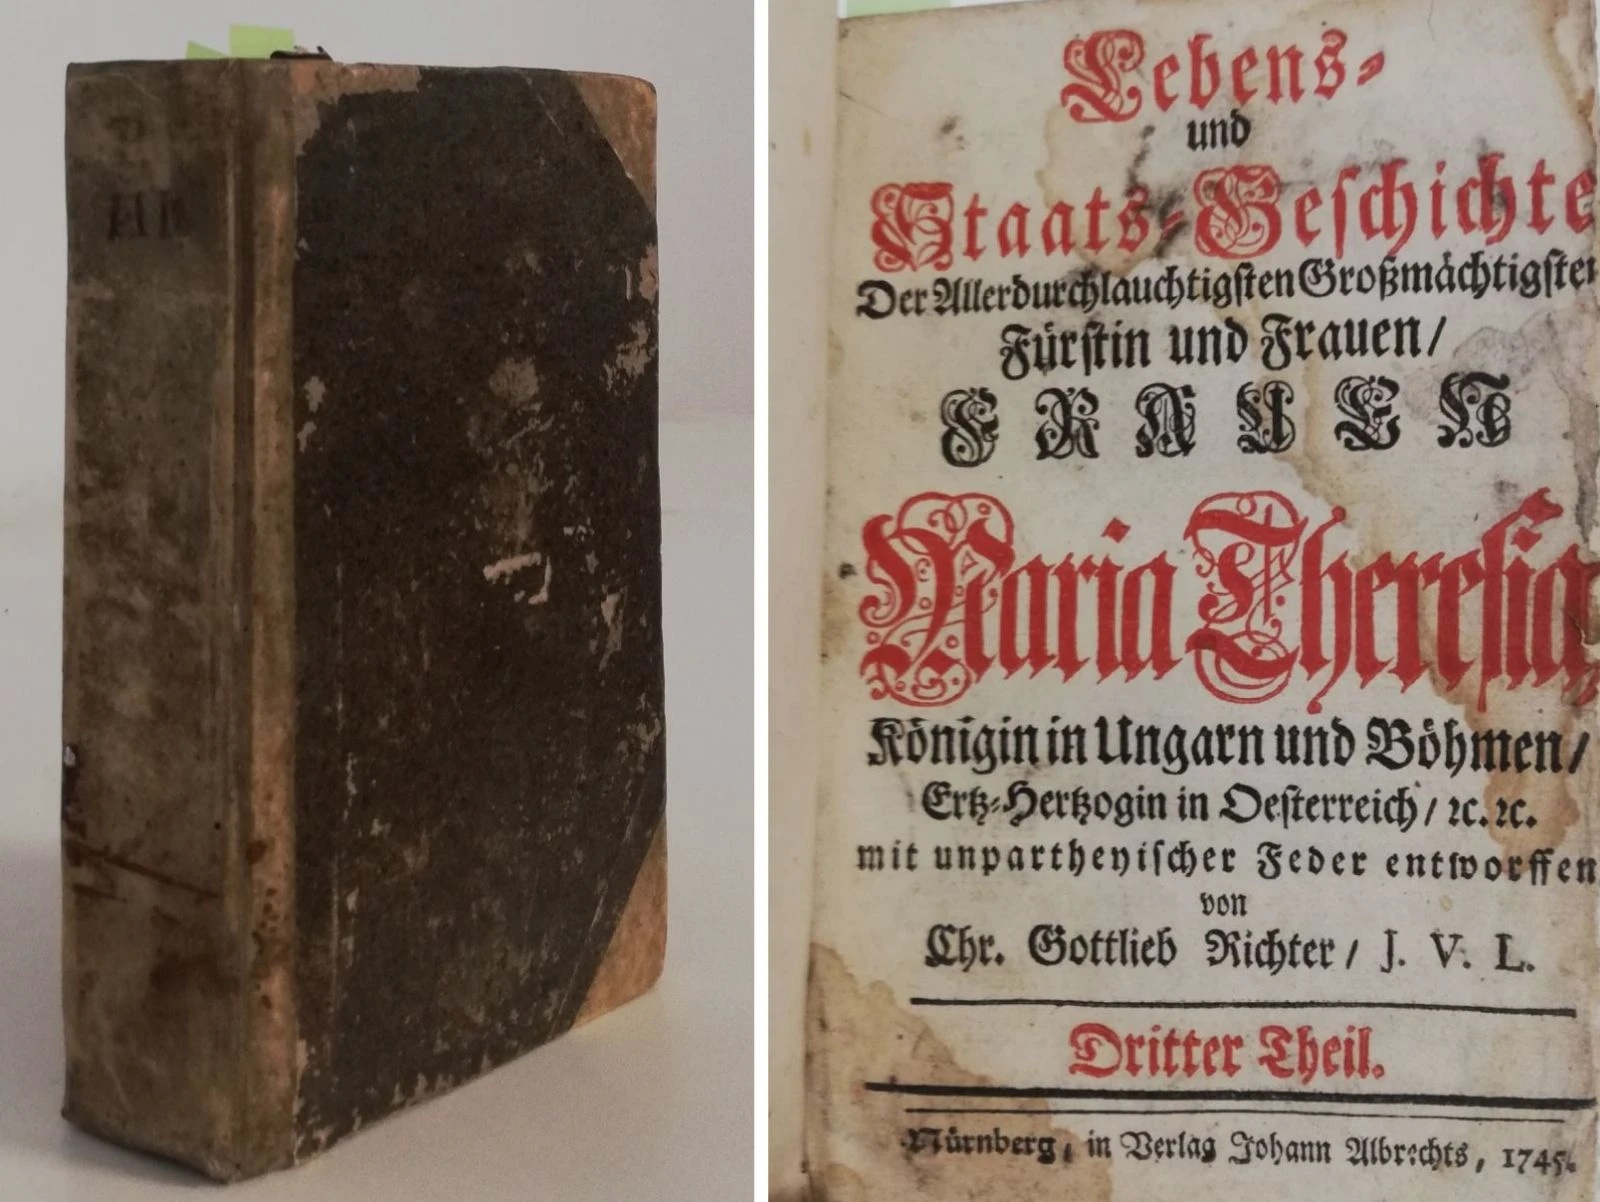 Lebens-
und
Staats-Geschichte
Der Allerdurchlauchtigsten Großmächtigsten
Fürstin und Frauen/
FRAUEN
Maria Theresia,
Königin in Ungarn und Böhmen/
Ertz-Hertzogin in Oesterreich/ ꝛc. ꝛc.
mit unpartheyischer Feder entworffen
von
Chr. Gottlieb Richter/ J. V. L.
Dritter Theil.
Nürnberg, in Verlag Johann Albrechts, 1745.